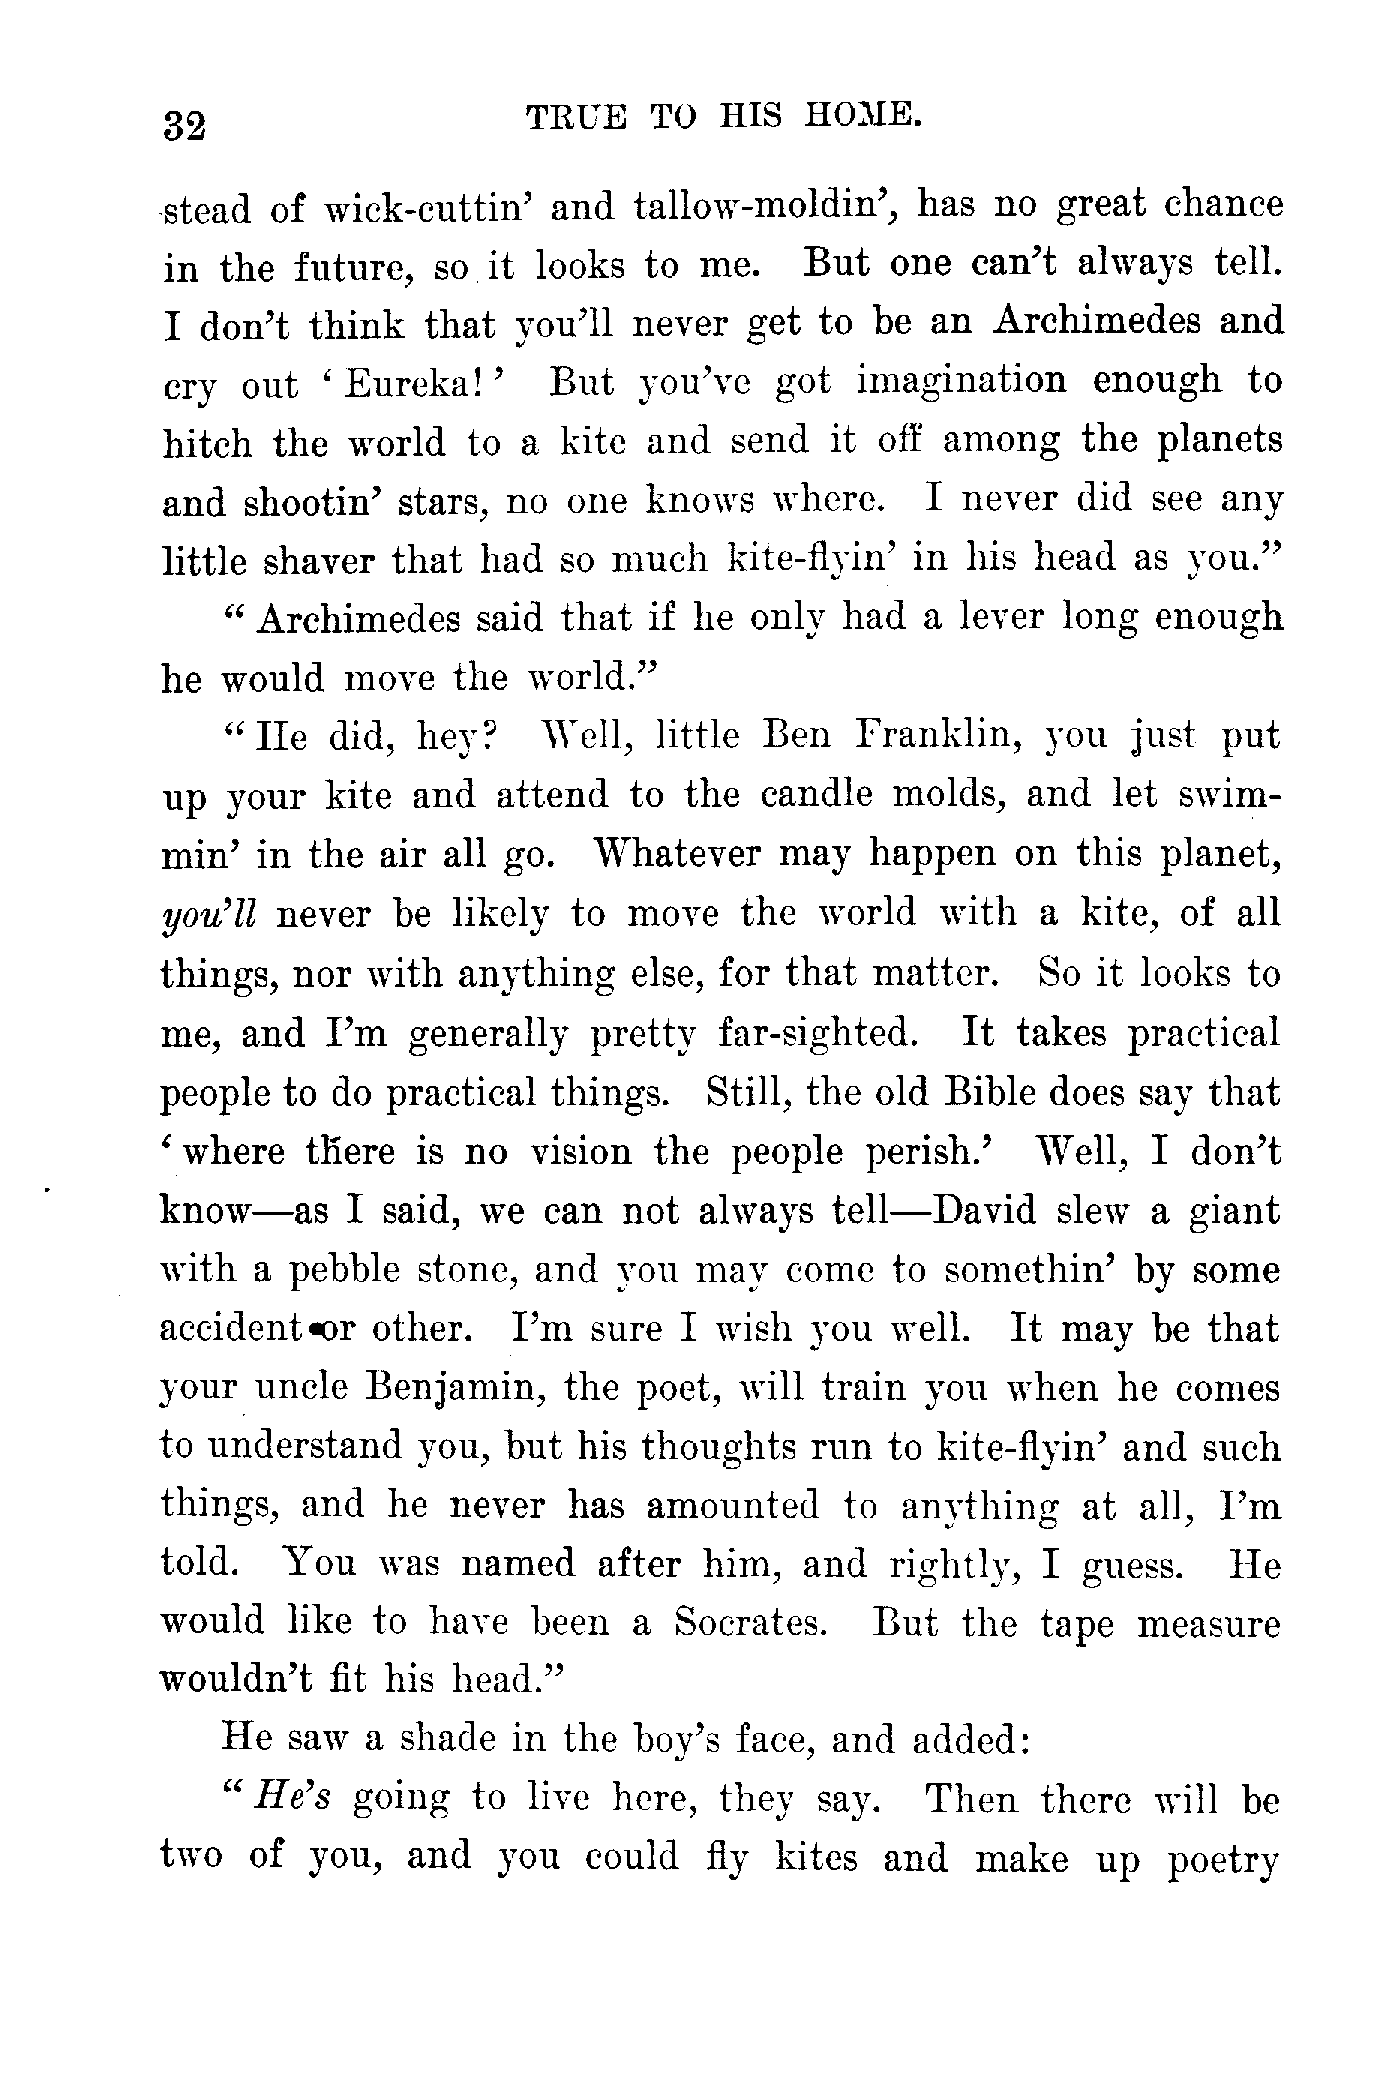 32 TRUE TO HIS HOME.
stead of wick-cuttin’ and tallow-moldin’, has no great chance
in the future, so it looks to me. But one can’t always tell.
I don’t think that you’ll never get to be an Archimedes and
cry out ‘ Eureka! ’ But you’ve got imagination enough to
hitch the world to a kite and send it off among the planets
and shootin’ stars, no one knows where. I never did see any
little shaver that had so much kite-flyin’ in his head as you.”
“ Archimedes said that if he only had a lever long enough
he would move the world.”
“ He did, hey? Well, little Ben Franklin, you just put
up your kite and attend to the candle molds, and let swim-
min’ in the air all go. Whatever may happen on this planet,
you’ll never be likely to move the world with a kite, of all
things, nor with anything else, for that matter. So it looks to
me, and I’m generally pretty far-sighted. It takes practical
people to do practical things. Still, the old Bible does say that
‘ where there is no vision the people perish.’ Well, I don’t
know—as I said, we can not always tell—David slew a giant
with a pebble stone, and you may come to somethin’ by some
accident or other. I’m sure I wish you well. It may be that
your uncle Benjamin, the poet, will train you when he comes
to understand you, but his thoughts run to kite-flyin’ and such
things, and he never has amounted to anything at all, I’m
told. You was named after him, and rightly, I guess. He
would like to have been a Socrates. But the tape measure
wouldn’t fit his head.”
He saw a shade in the boy’s face, and added:
“ He’s going to live here, they say. Then there will be
two of you, and you could fly kites and make up poetry